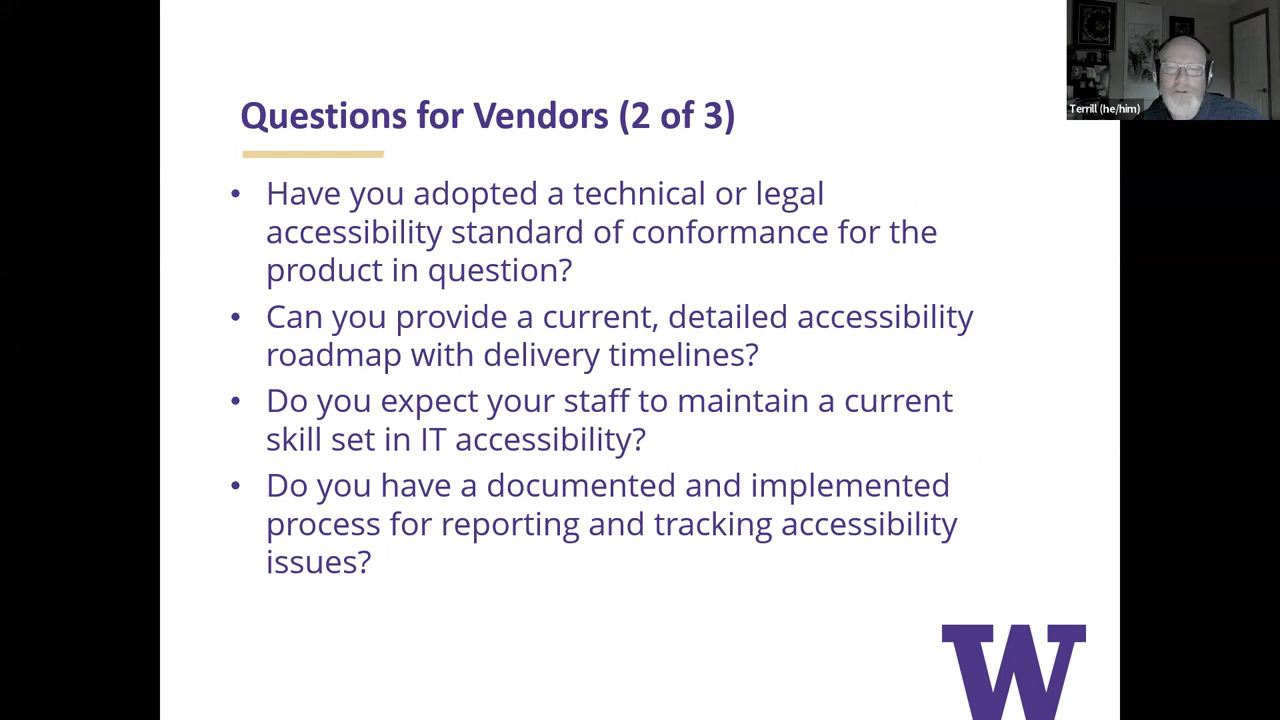 Questions for Vendors (2 of 3)
Terrill (he/him)
• Have you adopted a technical or legal
accessibility standard of conformance for the
product in question?
• Can you provide a current, detailed accessibility
roadmap with delivery timelines?
• Do you expect your staff to maintain a current
skill set in IT accessibility?
• Do you have a documented and implemented
process for reporting and tracking accessibility
issues?
W